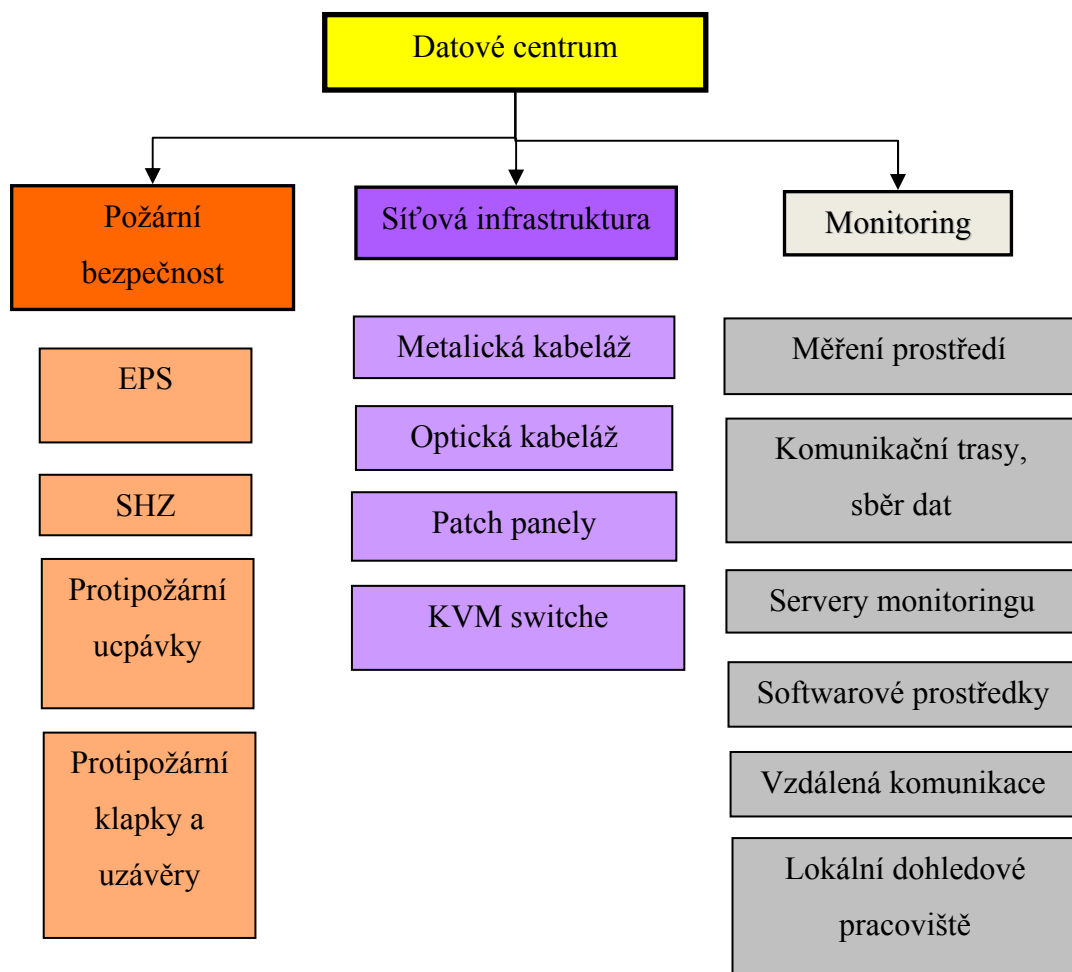 Datové centrum
Požární
bezpečnost
Síťová infrastruktura
Monitoring
EPS
SHZ
Protipožární
ucpávky
Protipožární
klapky a
uzávěry
Metalická kabeláž
Optická kabeláž
Patch panely
KVM switche
Měření prostředí
Komunikační trasy,
sběr dat
Servery monitoringu
Softwarové prostředky
Vzdálená komunikace
Lokální dohledové
pracoviště